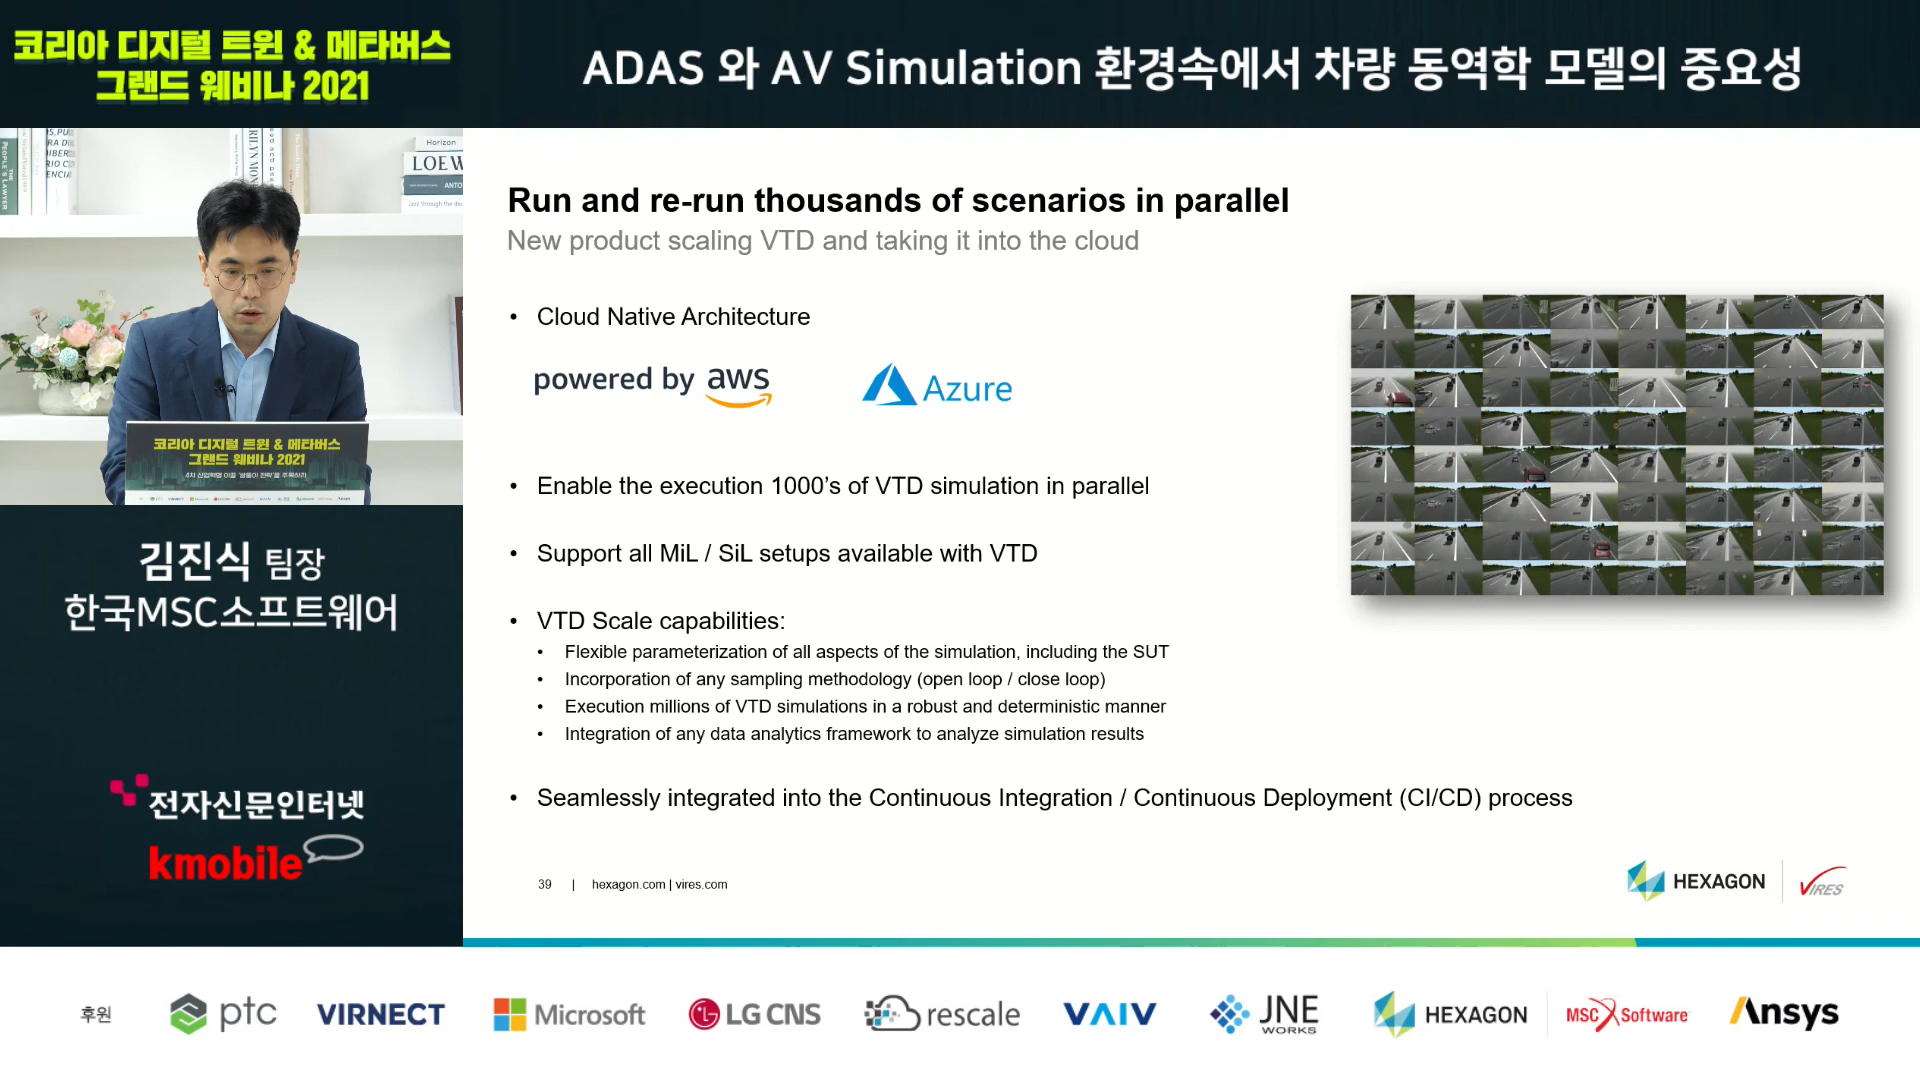 코리아 디지털 트윈 & 메타버스
그랜드 웨비나 2021
ADAS 와 AV Simulation 환경속에서 차량 동역학 모델의 중요성
Horizon
LOEW
ANTO
THE PEOPLE'S LAWYER
코리아 디지털 트윈 & 메타버스
그랜드 웨비나 2021
김진식 팀장
한국MSC소프트웨어
전자신문인터넷
kmobile
Run and re-run thousands of scenarios in parallel
New product scaling VTD and taking it into the cloud
• Cloud Native Architecture
powered by aws
Azure
• Enable the execution 1000’s of VTD simulation in parallel
• Support all MiL / SiL setups available with VTD
• VTD Scale capabilities:
• Flexible parameterization of all aspects of the simulation, including the SUT
• Incorporation of any sampling methodology (open loop / close loop)
• Execution millions of VTD simulations in a robust and deterministic manner
• Integration of any data analytics framework to analyze simulation results
• Seamlessly integrated into the Continuous Integration / Continuous Deployment (CI/CD) process
39 | hexagon.com | vires.com
HEXAGON
VIRES
후원
ptc
VIRNECT
Microsoft
LG CNS
rescale
VAIV
JNE WORKS
HEXAGON
MSC Software
Ansys